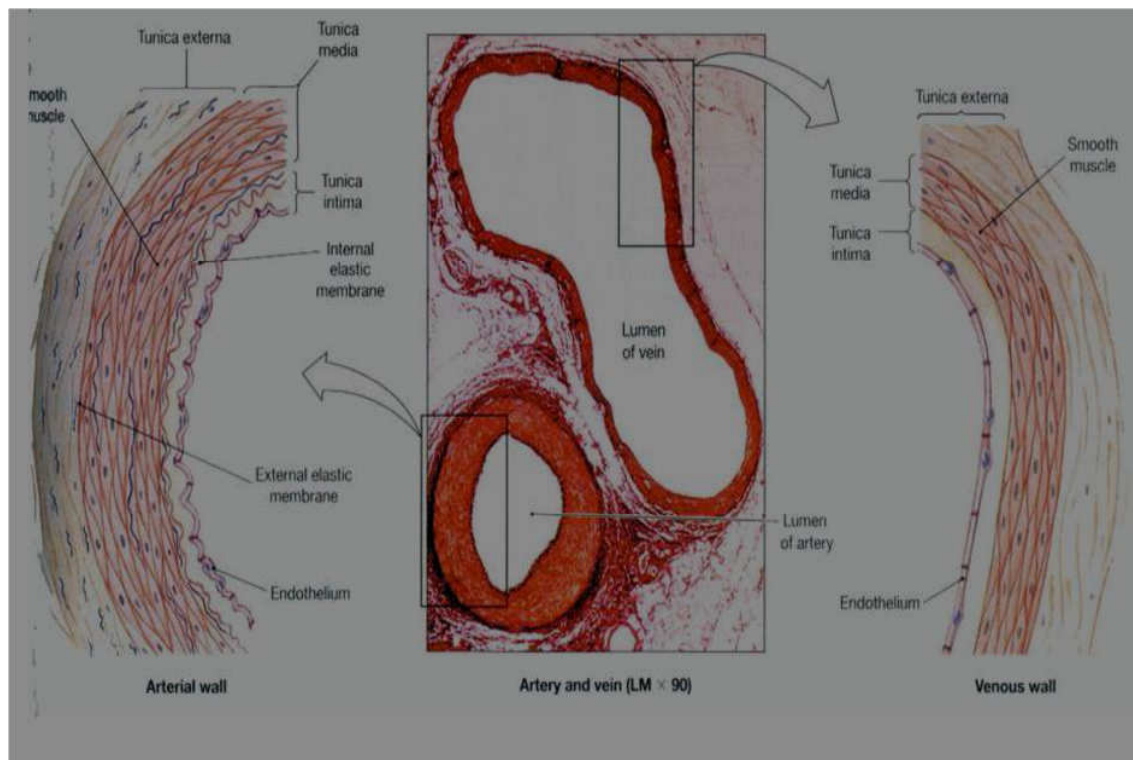 Tunica externa
Tunica
media
mooth
nuscle
Tunica
intima
Internal
elastic
membrane
External elastic
membrane
Endothelium
Arterial wall
Lumen
of vein
Lumen
of artery
Artery and vein (LM × 90)
Tunica externa
Smooth
muscle
Tunica
media
Tunica
intima
Endothelium
Venous wall